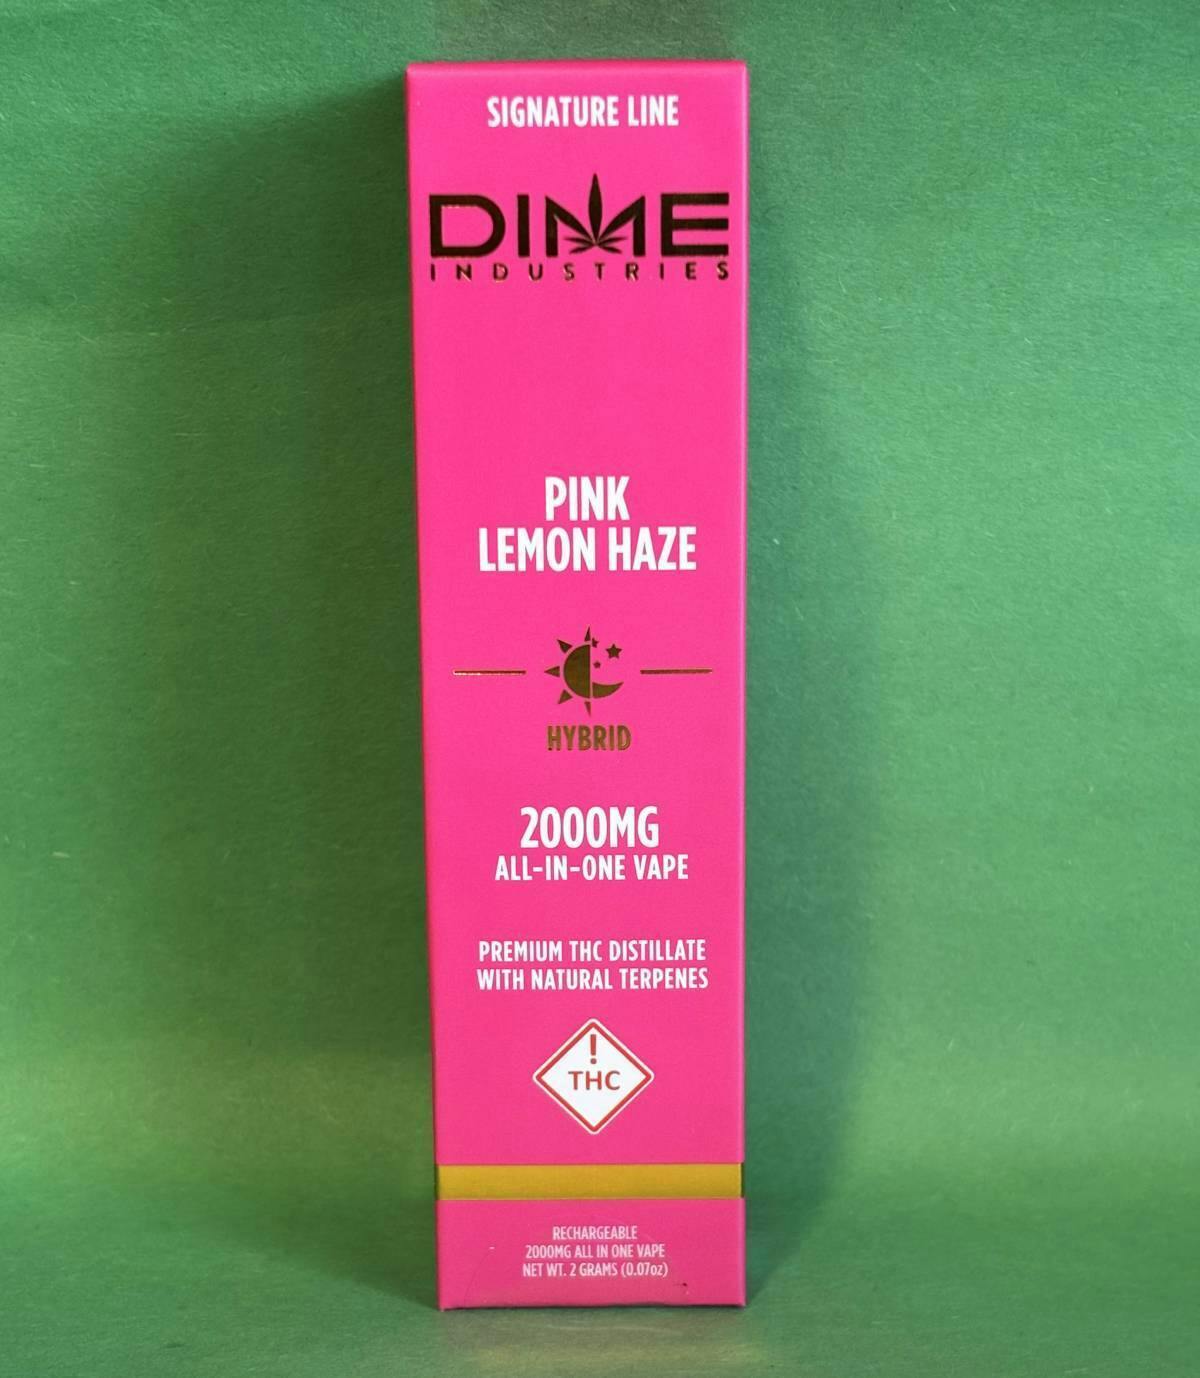 SIGNATURE LINE
DIME
INDUSTRIES
PINK
LEMON HAZE
HYBRID
2000MG
ALL-IN-ONE VAPE
PREMIUM THC DISTILLATE
WITH NATURAL TERPENES
!
THC
RECHARGEABLE
2000MG ALL IN ONE VAPE
NET WT. 2 GRAMS (0.07oz)